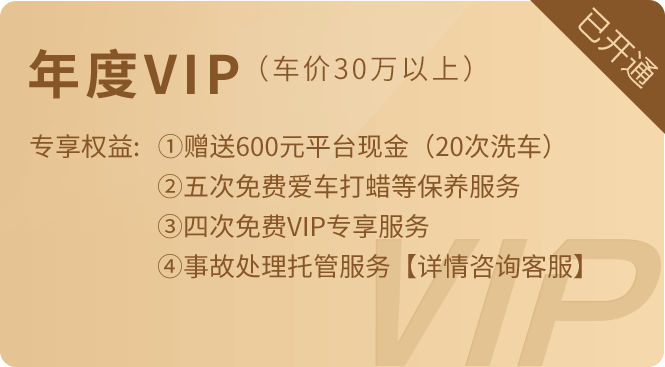 已开通
年度VIP（车价30万以上）
专享权益: ①赠送600元平台现金（20次洗车）
②五次免费爱车打蜡等保养服务
③四次免费VIP专享服务
④事故处理托管服务【详情咨询客服】
VIP